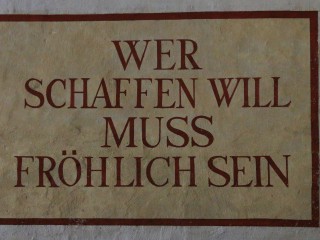 WER
SCHAFFEN WILL
MUSS
FRÖHLICH SEIN